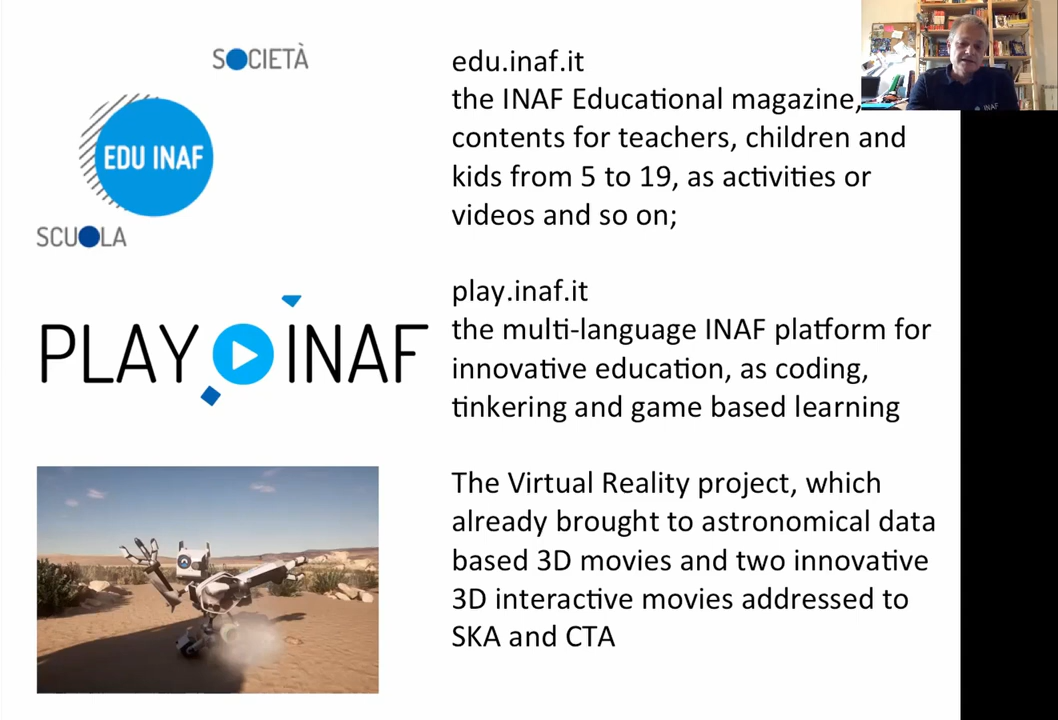 SOCIETÀ
EDU INAF
SCUOLA
edu.inaf.it
the INAF Educational magazine,
contents for teachers, children and
kids from 5 to 19, as activities or
videos and so on;
PLAY INAF
play.inaf.it
the multi-language INAF platform for
innovative education, as coding,
tinkering and game based learning
The Virtual Reality project, which
already brought to astronomical data
based 3D movies and two innovative
3D interactive movies addressed to
SKA and CTA
INAF